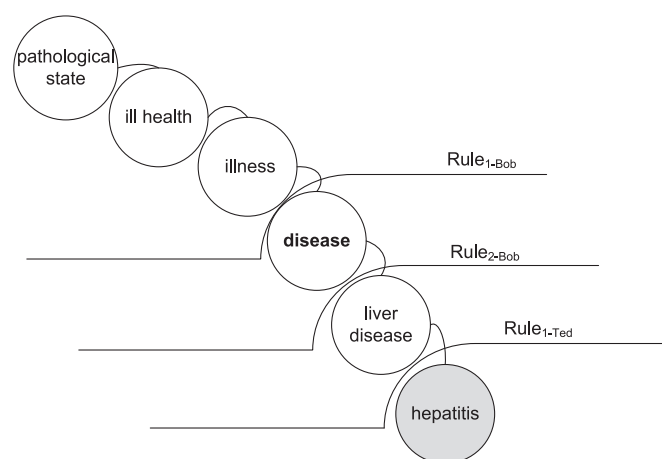 pathological
state
ill health
illness
Rule1-Bob
disease
Rule2-Bob
liver
disease
Rule1-Ted
hepatitis